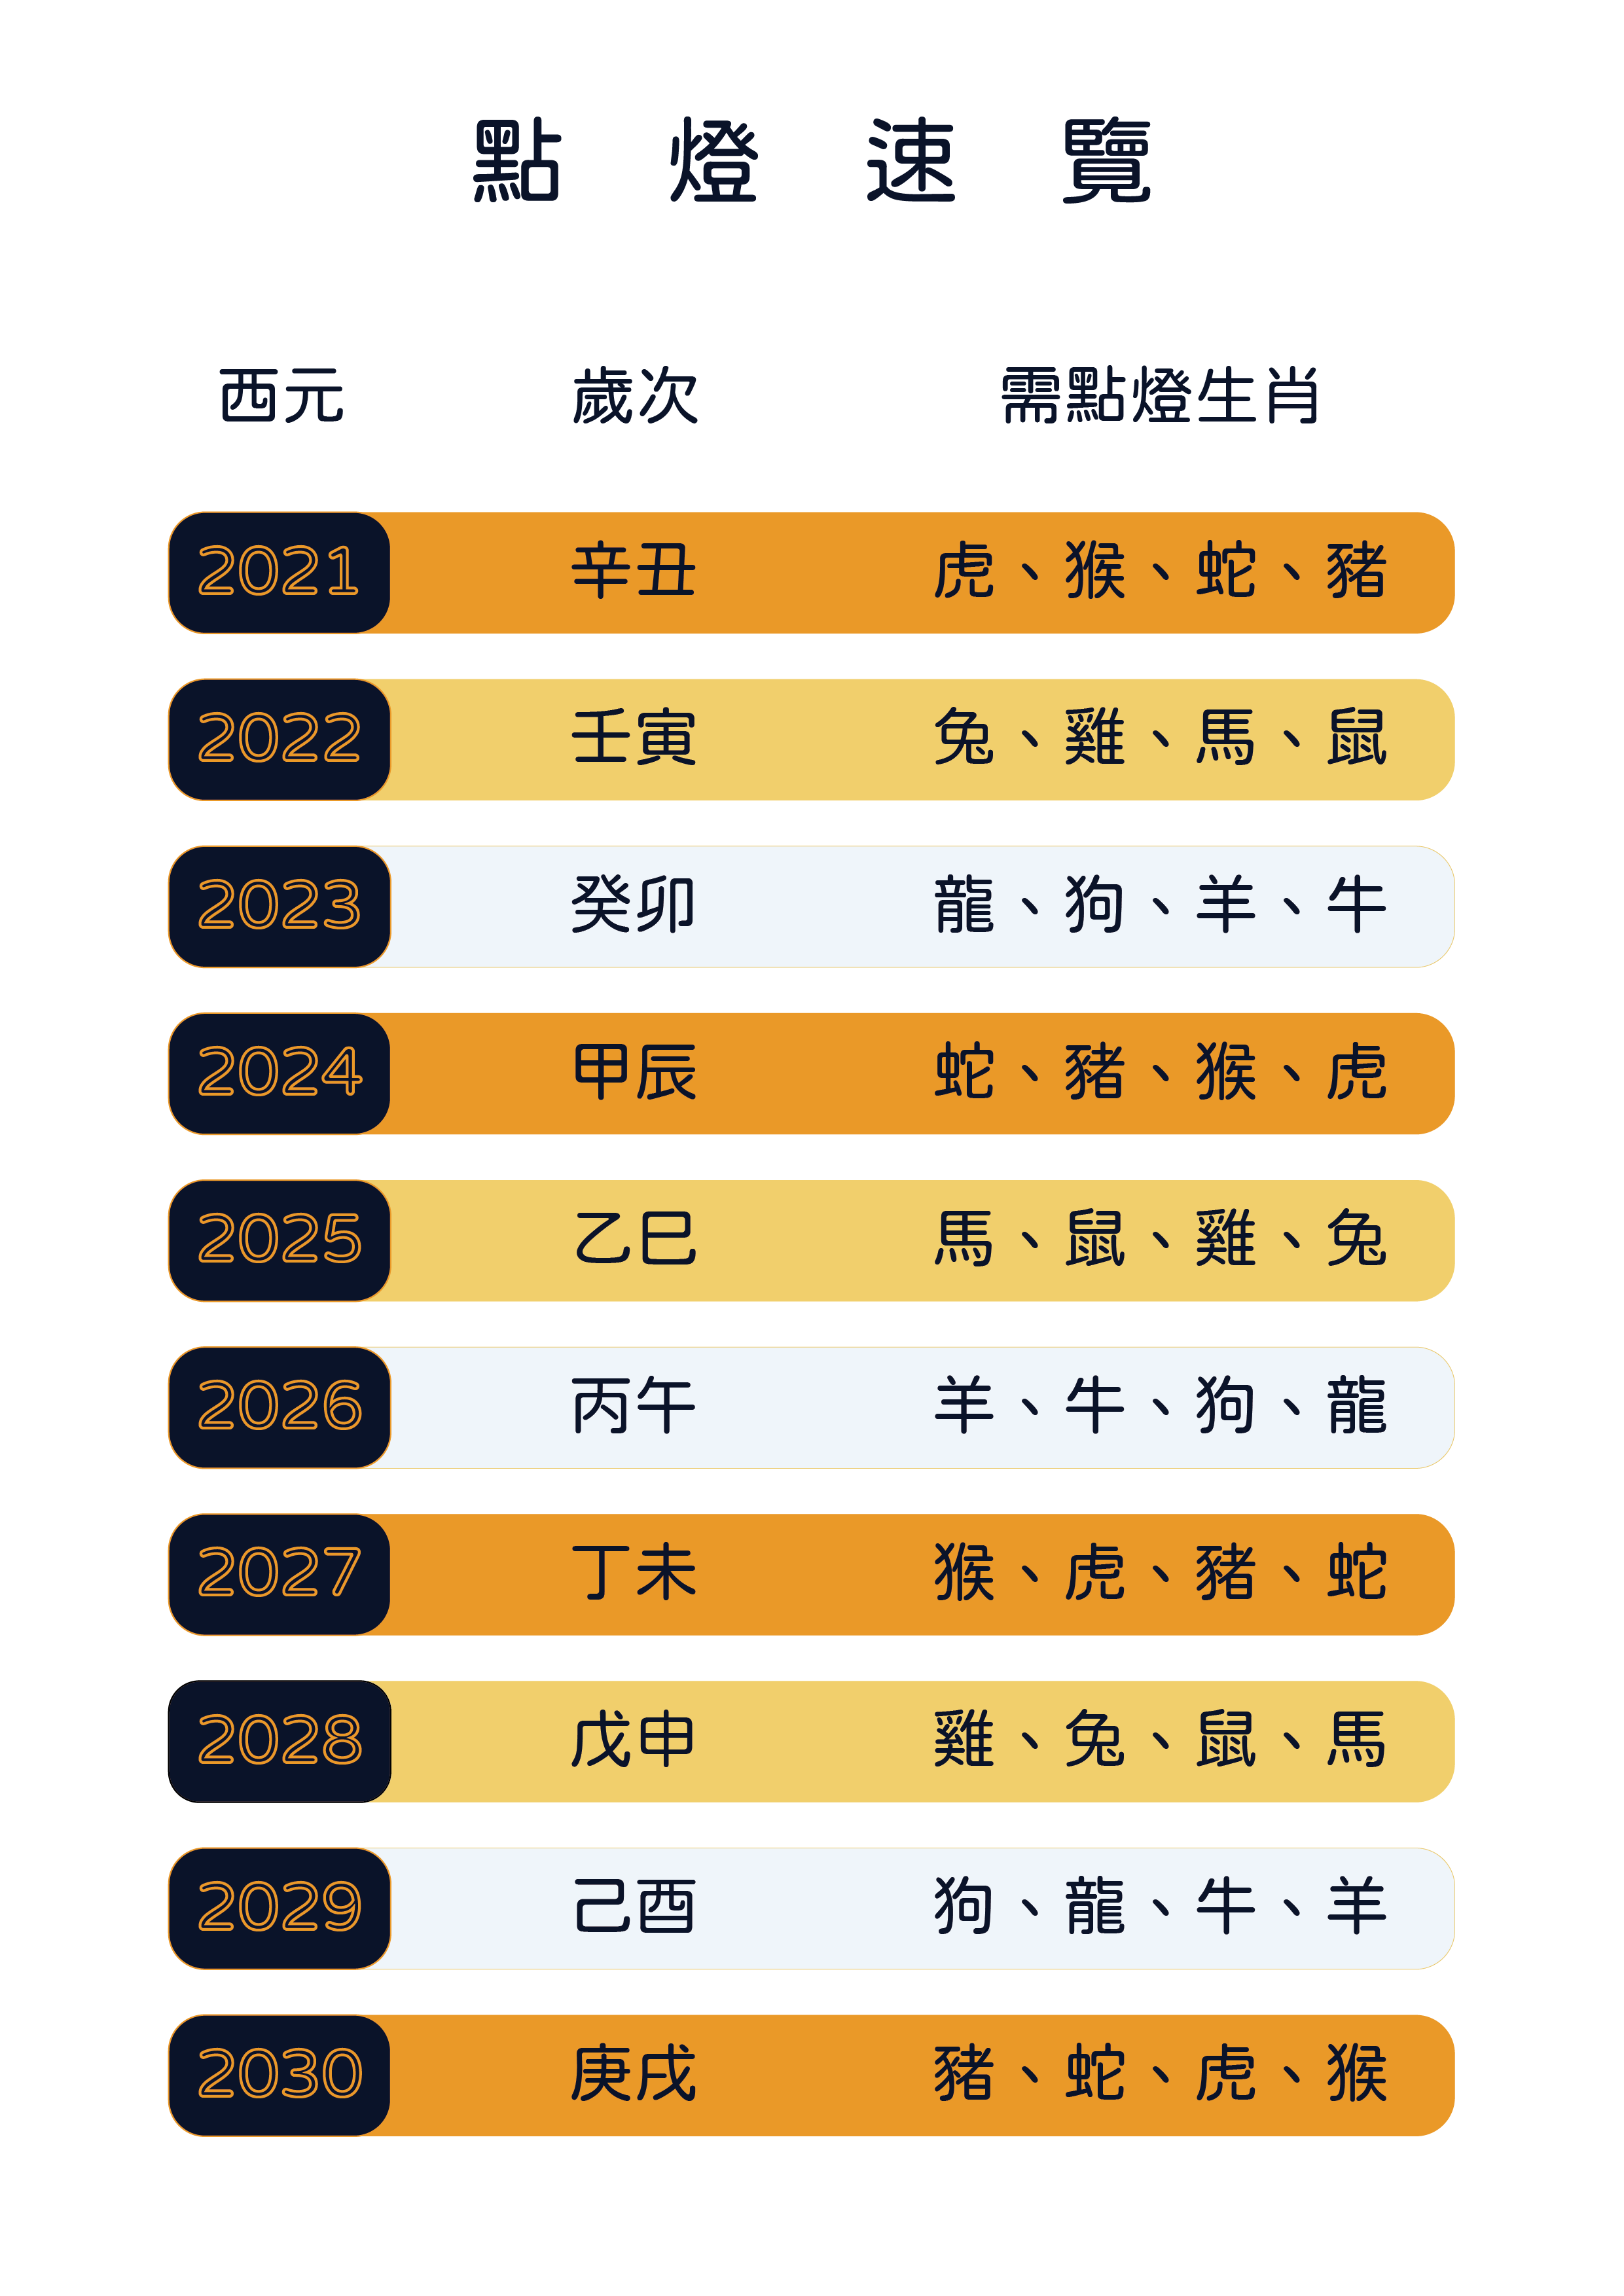 點燈速覽
西元 歲次 需點燈生肖
2021 辛丑 虎、猴、蛇、豬
2022 壬寅 兔、雞、馬、鼠
2023 癸卯 龍、狗、羊、牛
2024 甲辰 蛇、豬、猴、虎
2025 乙巳 馬、鼠、雞、兔
2026 丙午 羊、牛、狗、龍
2027 丁未 猴、虎、豬、蛇
2028 戊申 雞、兔、鼠、馬
2029 己酉 狗、龍、牛、羊
2030 庚戌 豬、蛇、虎、猴